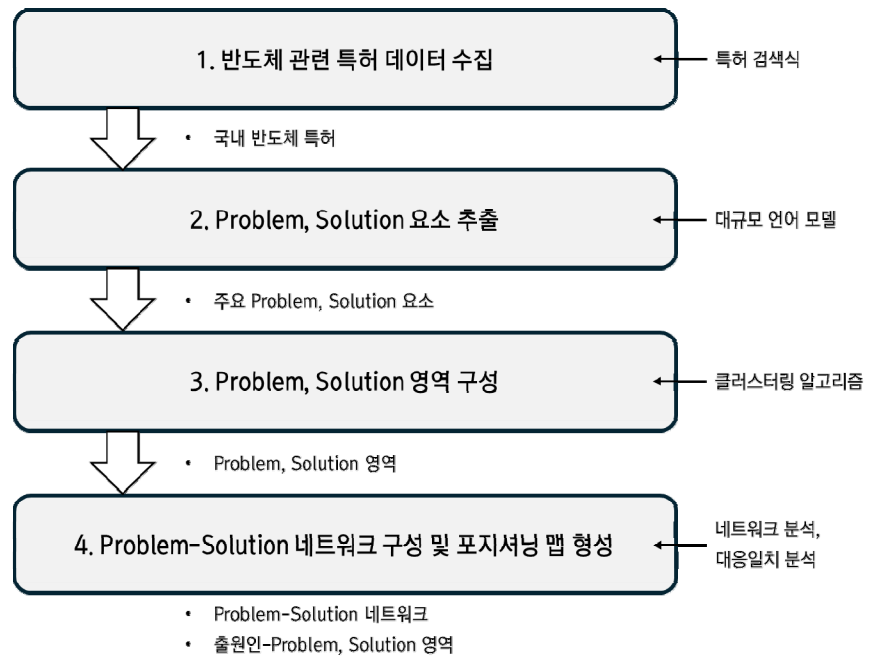 1. 반도체 관련 특허 데이터 수집
특허 검색식
• 국내 반도체 특허
2. Problem, Solution 요소 추출
대규모 언어 모델
• 주요 Problem, Solution 요소
3. Problem, Solution 영역 구성
클러스터링 알고리즘
• Problem, Solution 영역
4. Problem-Solution 네트워크 구성 및 포지셔닝 맵 형성
네트워크 분석,
대응일치 분석
• Problem-Solution 네트워크
• 출원인-Problem, Solution 영역